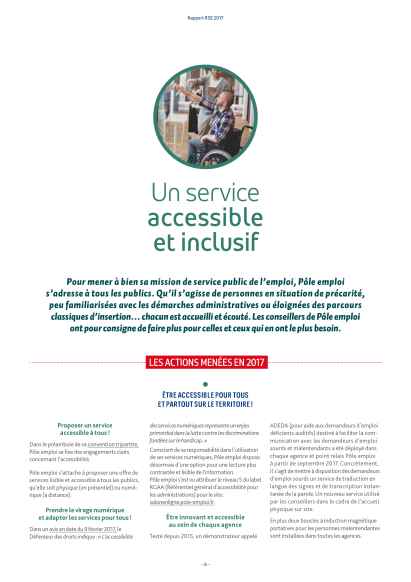 Rapport RSE 2017
Un service
accessible
et inclusif
Pour mener à bien sa mission de service public de l'emploi, Pôle emploi
s'adresse à tous les publics. Qu'il s'agisse de personnes en situation de précarité,
peu familiarisées avec les démarches administratives ou éloignées des parcours
classiques d'insertion... chacun est accueilli et écouté. Les conseillers de Pôle emploi
ont pour consigne de faire plus pour celles et ceux qui en ont le plus besoin.
LES ACTIONS MENÉES EN 2017
ÊTRE ACCESSIBLE POUR TOUS
ET PARTOUT SUR LE TERRITOIRE !
Proposer un service
accessible à tous !
Dans le préambule de sa convention tripartite,
Pôle emploi se fixe des engagements clairs
concernant l'accessibilité.
Pôle emploi s'attache à proposer une offre de
services lisible et accessible à tous les publics,
qu'elle soit physique (en présentiel) ou numé-
rique (à distance).
Prendre le virage numérique
et adapter les services pour tous !
Dans un avis en date du 9 février 2017, le
Défenseur des droits indique : « L'accessibilité
des services numériques représente un enjeu
primordial dans la lutte contre les discriminations
fondées sur le handicap. »
Conscient de sa responsabilité dans l'utilisation
de ses services numériques, Pôle emploi dispose
désormais d'une option pour une lecture plus
contrastée et lisible de l'information.
Pôle emploi s'est vu attribuer le niveau 5 du label
RGAA (Référentiel général d'accessibilité pour
les administrations) pour le site:
labonneligne.pole-emploi.fr.
Être innovant et accessible
au sein de chaque agence
Testé depuis 2015, un démonstrateur appelé
ADEDA (pour aide aux demandeurs d'emploi
déficients auditifs) destiné à faciliter la com-
munication avec les demandeurs d'emploi
sourds et malentendants a été déployé dans
chaque agence et point relais Pôle emploi
à partir de septembre 2017. Concrètement,
il s'agit de mettre à disposition des demandeurs
d'emploi sourds un service de traduction en
langue des signes et de transcription instan-
tanée de la parole. Un nouveau service utilisé
par les conseillers dans le cadre de l'accueil
physique sur site.
En plus deux boucles à induction magnétique
portatives pour les personnes malentendantes
sont installées dans toutes les agences.